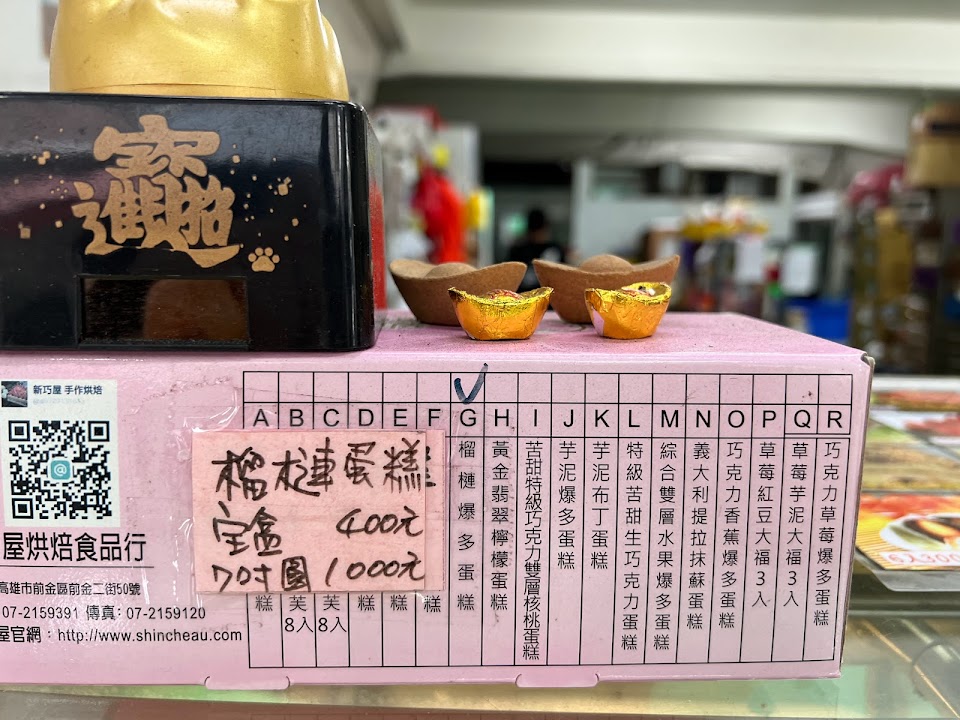 招財進寶
新巧屋 手作烘焙
屋烘焙食品行
高雄市前金區前金二街50號
07-2159391 傳真: 07-2159120
屋官網：http://www.shincheau.com
榴梿蛋糕
宝盒 400元
7吋圓 1000元
A B C D E F G H I J K L M N O P Q R
糕
芙8入
芙8入
糕
糕
糕
榴槤爆多蛋糕
黃金翡翠檸檬蛋糕
苦甜特級巧克力雙層核桃蛋糕
芋泥爆多蛋糕
芋泥布丁蛋糕
特級苦甜生巧克力蛋糕
綜合雙層水果爆多蛋糕
義大利提拉抹蘇蛋糕
巧克力香蕉爆多蛋糕
草莓紅豆大福3入
草莓芋泥大福3入
巧克力草莓爆多蛋糕
6入300